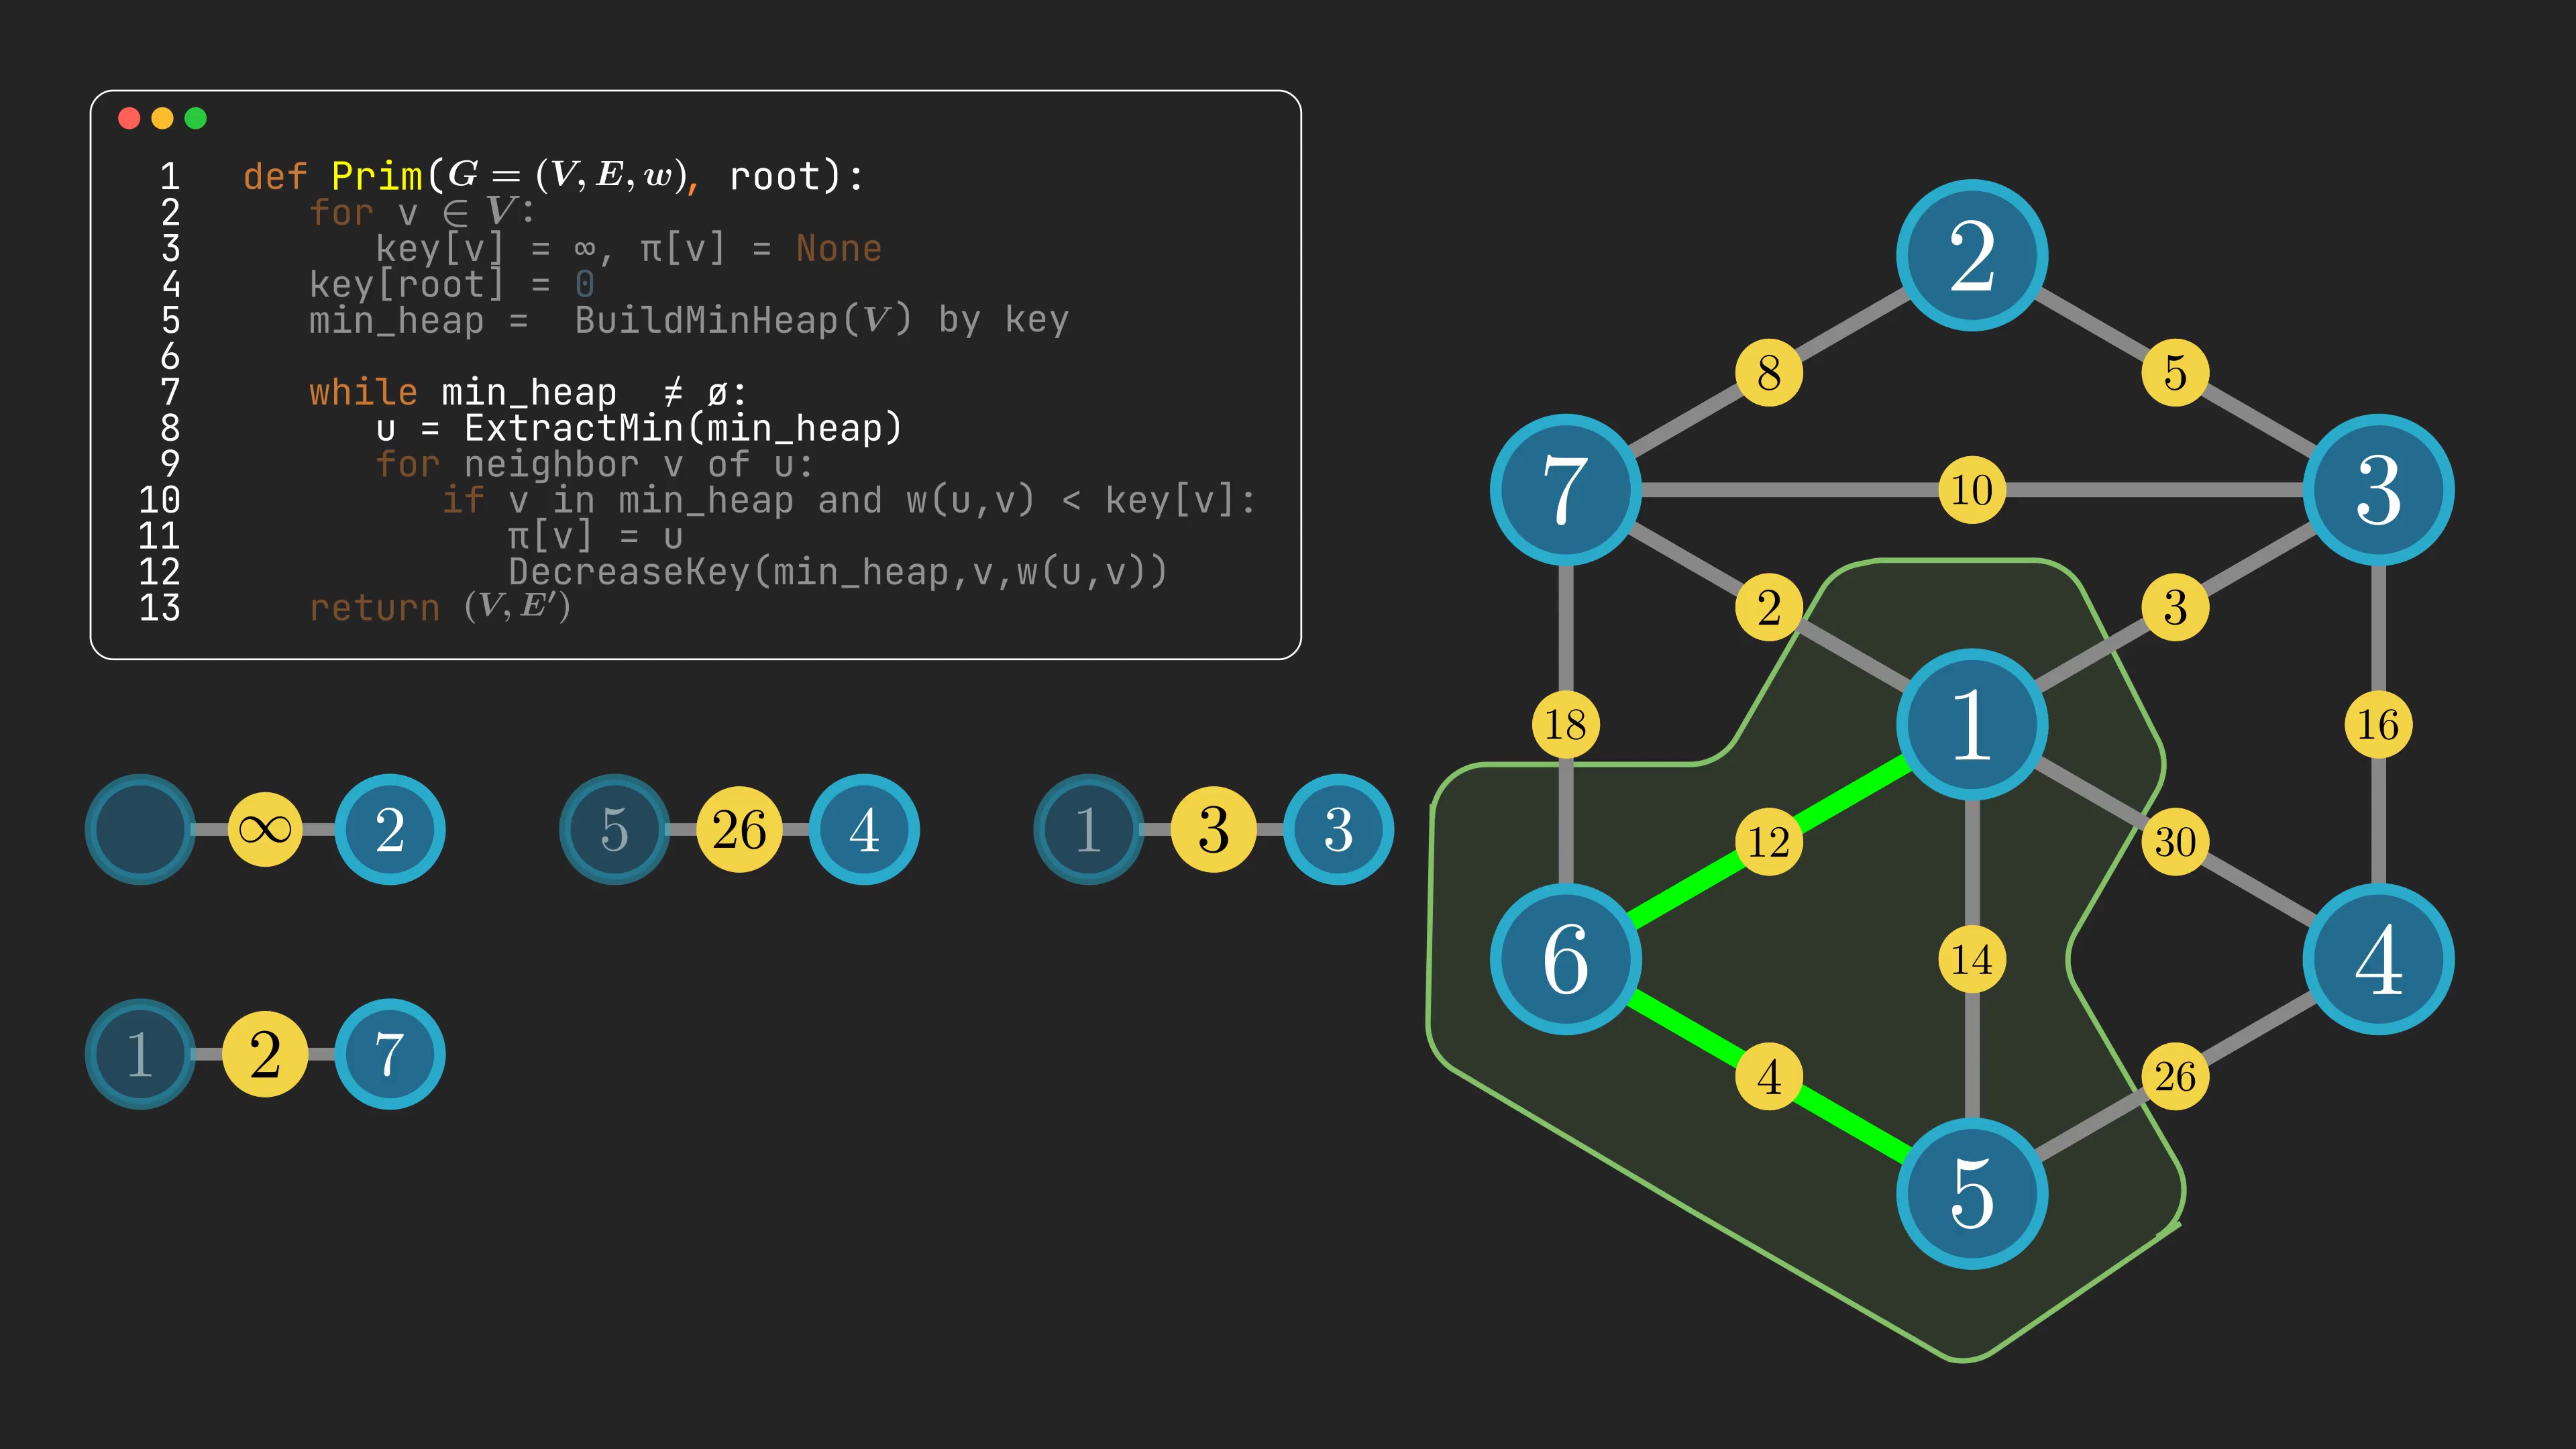 1 def Prim(G = (V, E, w), root):
2 for v ∈ V:
3 key[v] = ∞, π[v] = None
4 key[root] = 0
5 min_heap = BuildMinHeap(V) by key
6
7 while min_heap ≠ ø:
8 u = ExtractMin(min_heap)
9 for neighbor v of u:
10 if v in min_heap and w(u,v) < key[v]:
11 π[v] = u
12 DecreaseKey(min_heap,v,w(u,v))
13 return (V, E′)
∞ 2
5 26 4
1 3 3
1 2 7
2
8 5
7 10 3
2 3
18 1 16
12 30
6 14 4
4 26
5